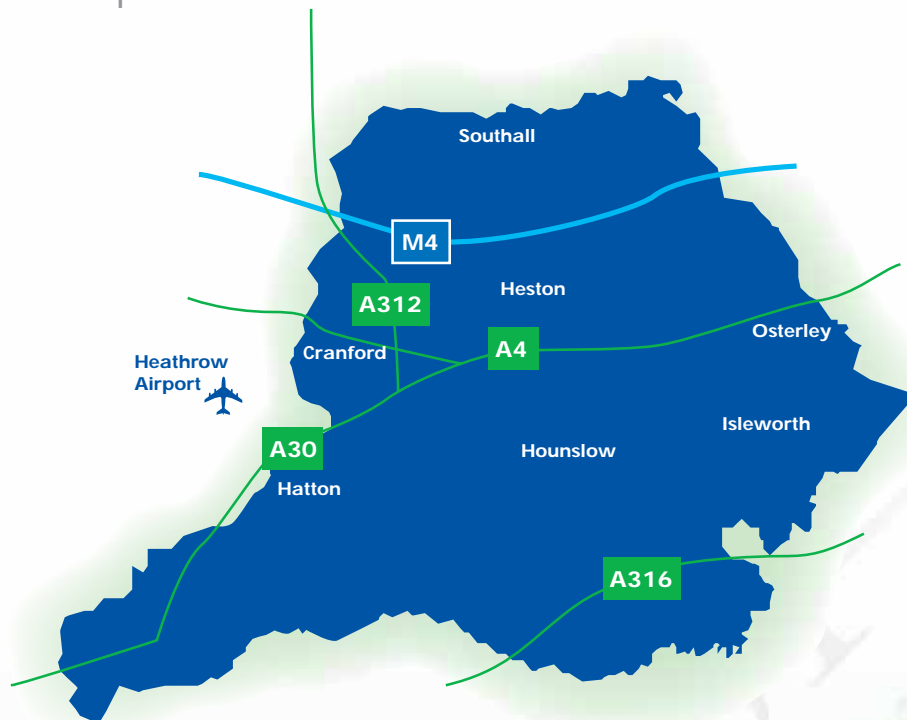 Southall
M4
Heston
A312
Osterley
A4
Cranford
Heathrow
Airport
Isleworth
A30
Hounslow
Hatton
A316